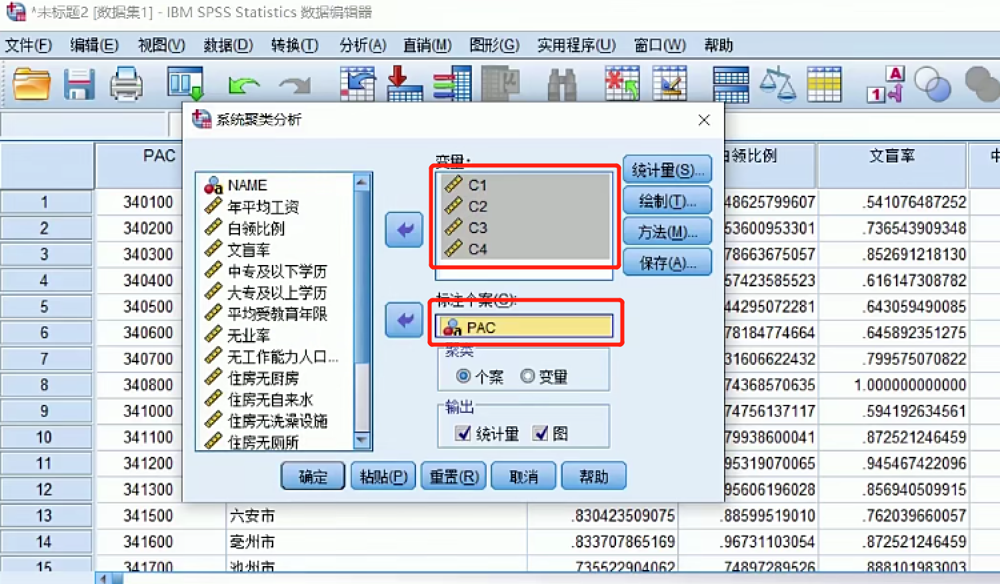 *未标题2 [数据集1] - IBM SPSS Statistics 数据编辑器
文件(F) 编辑(E) 视图(V) 数据(D) 转换(T) 分析(A) 直销(M) 图形(G) 实用程序(U) 窗口(W) 帮助
系统聚类分析
PAC
白领比例
文盲率
中
变量:
NAME
年平均工资
白领比例
文盲率
中专及以下学历
大专及以上学历
平均受教育年限
无业率
无工作能力人口...
住房无厨房
住房无自来水
住房无洗澡设施
住房无厕所
C1
C2
C3
C4
标注个案(C):
PAC
聚类
个案 变量
输出
统计量 图
统计量(S)...
绘制(T)...
方法(M)...
保存(A)...
确定 粘贴(P) 重置(R) 取消 帮助
1 340100 48625799607 .541076487252
2 340200 53600953301 .736543909348
3 340300 78663675057 .852691218130
4 340400 57423585523 .616147308782
5 340500 44295072281 .643059490085
6 340600 78184774664 .645892351275
7 340700 31606622432 .799575070822
8 340800 74368570635 1.000000000000
9 341000 74756137117 .594192634561
10 341100 79938600041 .872521246459
11 341200 95319070065 .945467422096
12 341300 95606196028 .856940509915
13 341500 六安市 .830423509075 .88599519010 .762039660057
14 341600 亳州市 .833707865169 .96731103054 .872521246459
15 341700 池州市 .735522904062 .74897289526 .888101983003